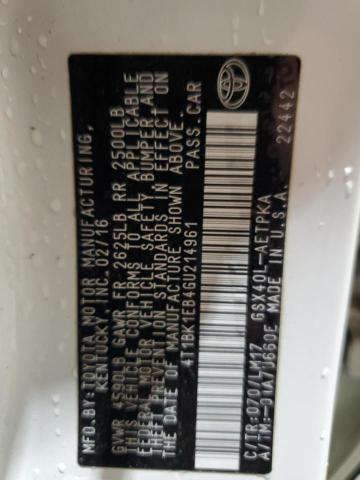 MFD.BY:TOYOTA MOTOR MANUFACTURING,
KENTUCKY,INC. 02/16
GVWR 4590LB GAWR FR 2625LB RR 2500LB
THIS VEHICLE CONFORMS TO ALL APPLICABLE
FEDERAL MOTOR VEHICLE SAFETY, BUMPER AND
THEFT PREVENTION STANDARDS IN EFFECT ON
THE DATE OF MANUFACTURE SHOWN ABOVE.
4T1BK1EB4GU214961 PASS.CAR
C/TR:070/LM17 GSX40L-AETPKA
A/TM:-01A/U660E MADE IN U.S.A.
22442